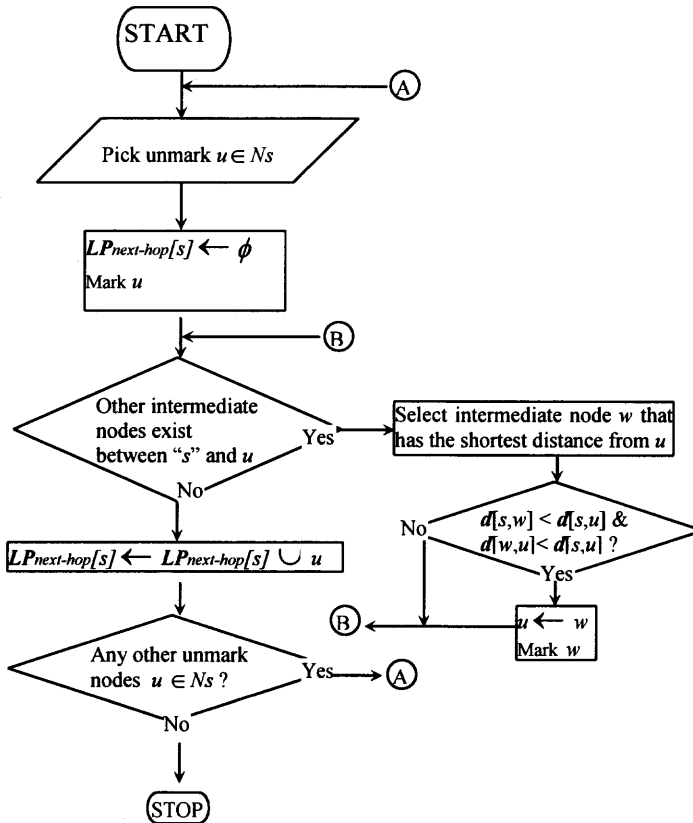 START
A
Pick unmark u ∈ Ns
LPnext-hop[s] ← ϕ
Mark u
B
Other intermediate
nodes exist
between “s” and u
Yes
No
Select intermediate node w that
has the shortest distance from u
d[s,w] < d[s,u] &
d[w,u] < d[s,u] ?
No
Yes
LPnext-hop[s] ← LPnext-hop[s] ∪ u
u ← w
Mark w
B
Any other unmark
nodes u ∈ Ns ?
Yes
A
No
STOP